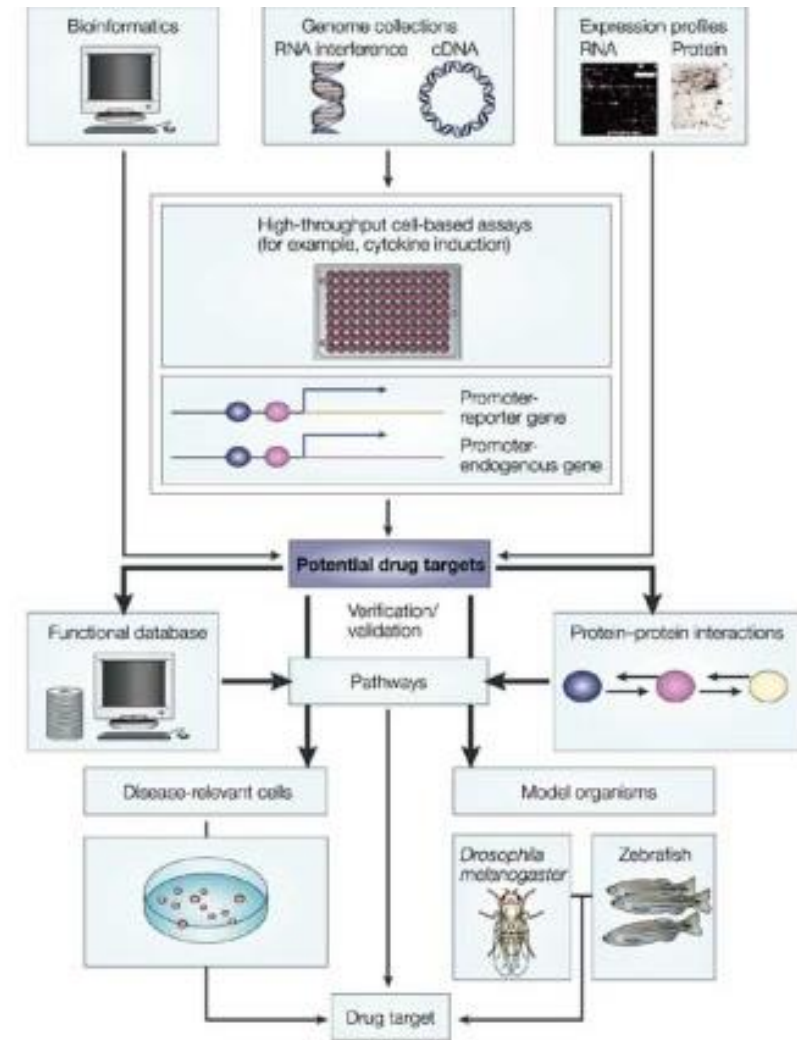 Bioinformatics
Genome collections
RNA interference cDNA
Expression profiles
RNA Protein
High-throughput cell-based assays
(for example, cytokine induction)
Promoter-
reporter gene
Promoter-
endogenous gene
Potential drug targets
Verification/
validation
Functional database
Protein–protein interactions
Pathways
Disease-relevant cells
Model organisms
Drosophila
melanogaster
Zebrafish
Drug target